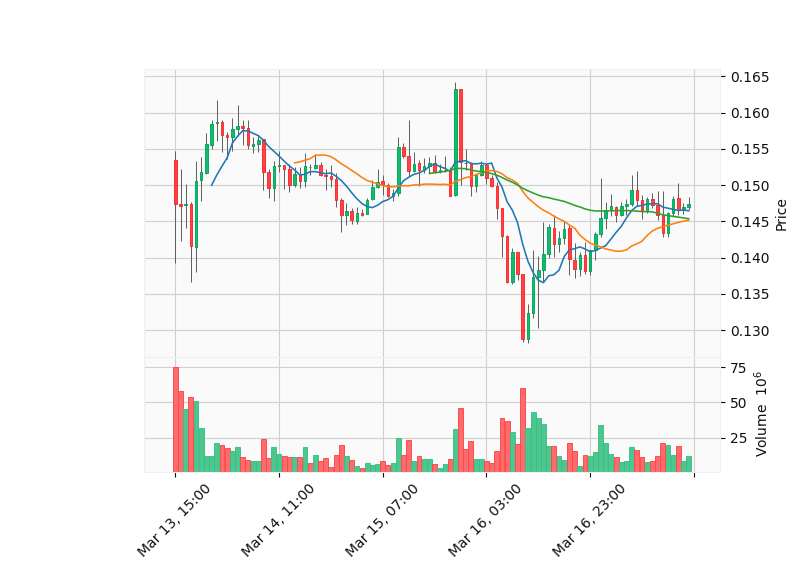 0.165
0.160
0.155
0.150
0.145
0.140
0.135
0.130
Price
75
50
25
Volume 10⁶
Mar 13, 15:00
Mar 14, 11:00
Mar 15, 07:00
Mar 16, 03:00
Mar 16, 23:00